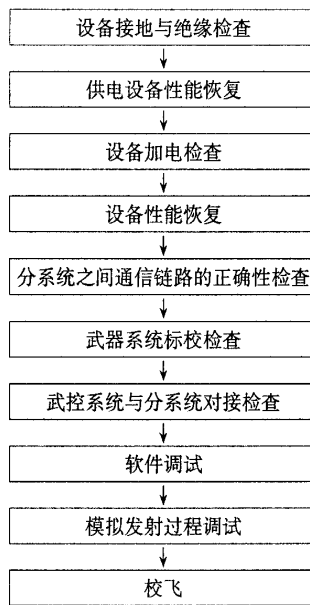 设备接地与绝缘检查
供电设备性能恢复
设备加电检查
设备性能恢复
分系统之间通信链路的正确性检查
武器系统标校检查
武控系统与分系统对接检查
软件调试
模拟发射过程调试
校飞